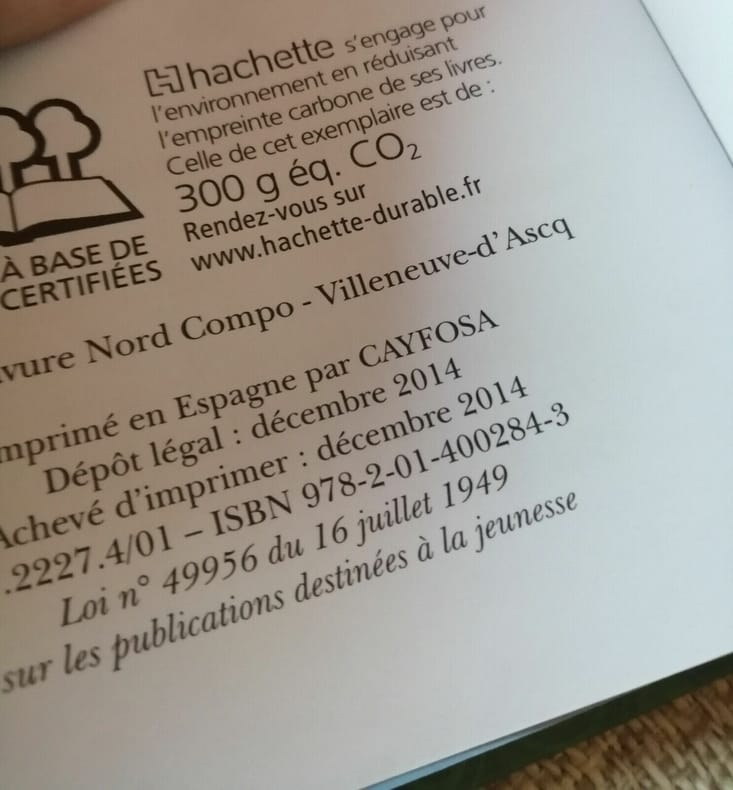 hachette s'engage pour
l'environnement en réduisant
l'empreinte carbone de ses livres.
Celle de cet exemplaire est de :
300 g éq. CO₂
Rendez-vous sur
www.hachette-durable.fr
À BASE DE
CERTIFIÉES
vure Nord Compo - Villeneuve-d'Ascq
mprimé en Espagne par CAYFOSA
Dépôt légal : décembre 2014
Achevé d'imprimer : décembre 2014
.2227.4/01 – ISBN 978-2-01-400284-3
Loi n° 49956 du 16 juillet 1949
sur les publications destinées à la jeunesse